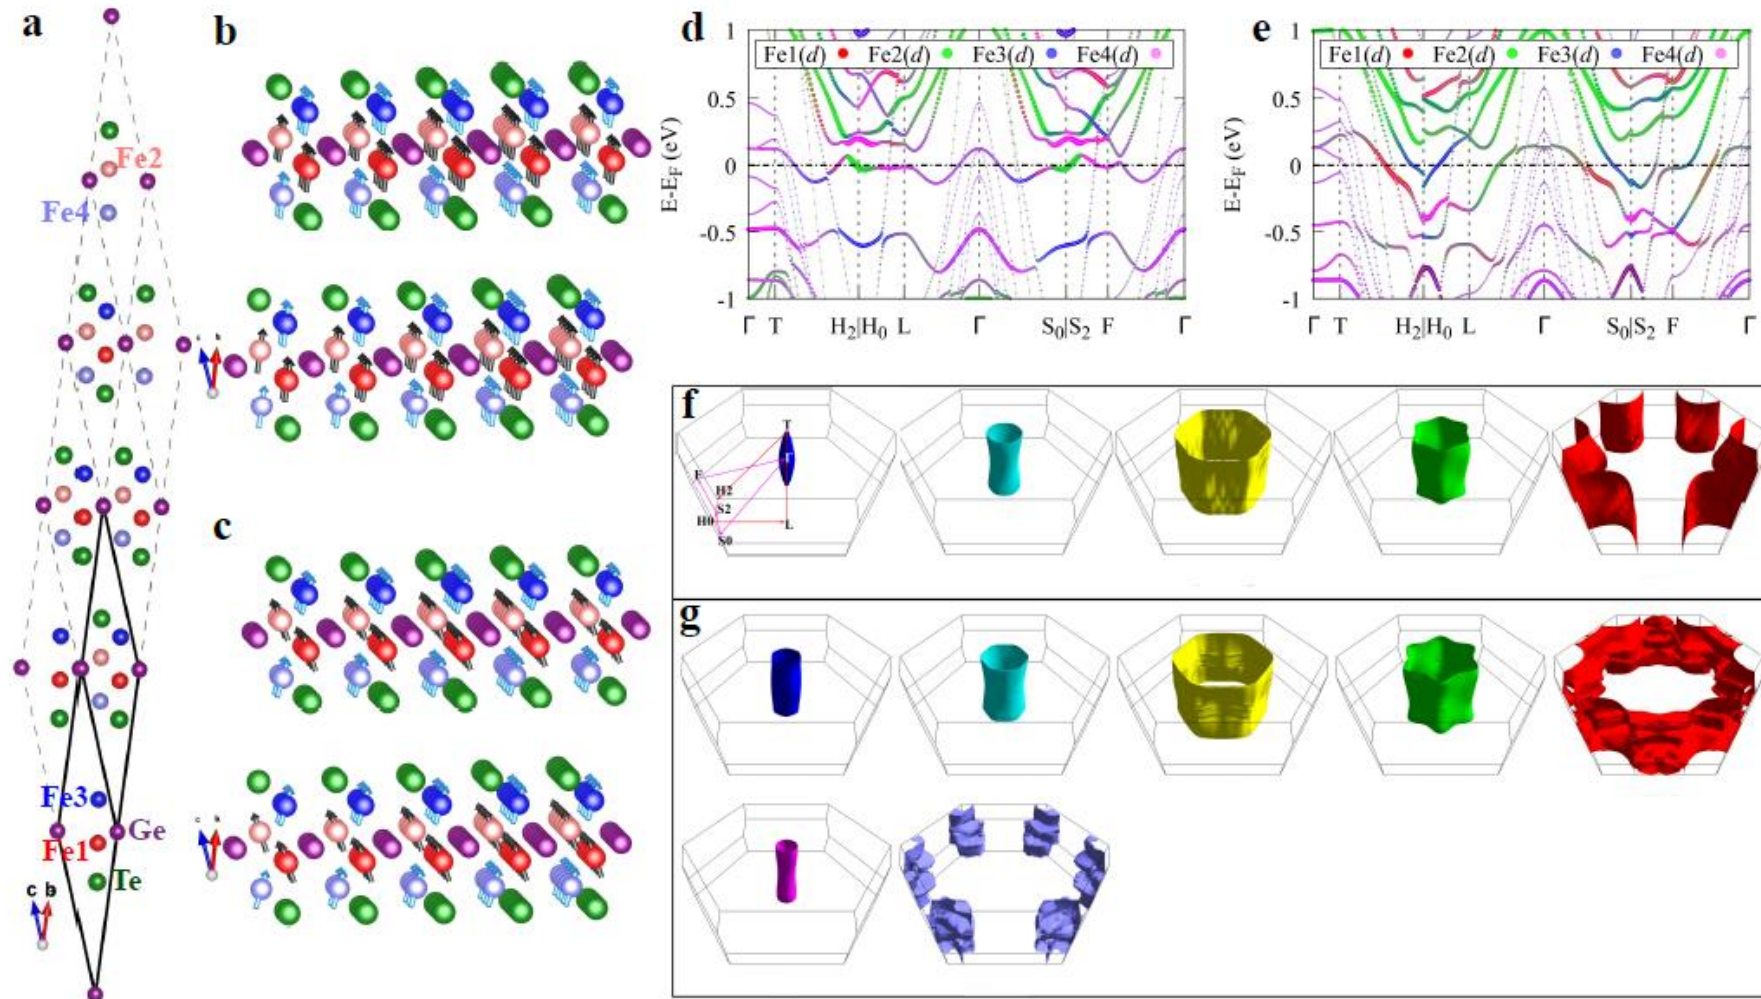 a
Fe2
Fe4
Fe3
Ge
Fe1
Te
c b
b
c
d
Fe1(d) Fe2(d) Fe3(d) Fe4(d)
E-E_F (eV)
1
0.5
0
-0.5
-1
Γ T H₂|H₀ L Γ S₀|S₂ F Γ
e
Fe1(d) Fe2(d) Fe3(d) Fe4(d)
E-E_F (eV)
1
0.5
0
-0.5
-1
Γ T H₂|H₀ L Γ S₀|S₂ F Γ
f
T
Γ
F
H2
S2
H0
L
S0
g